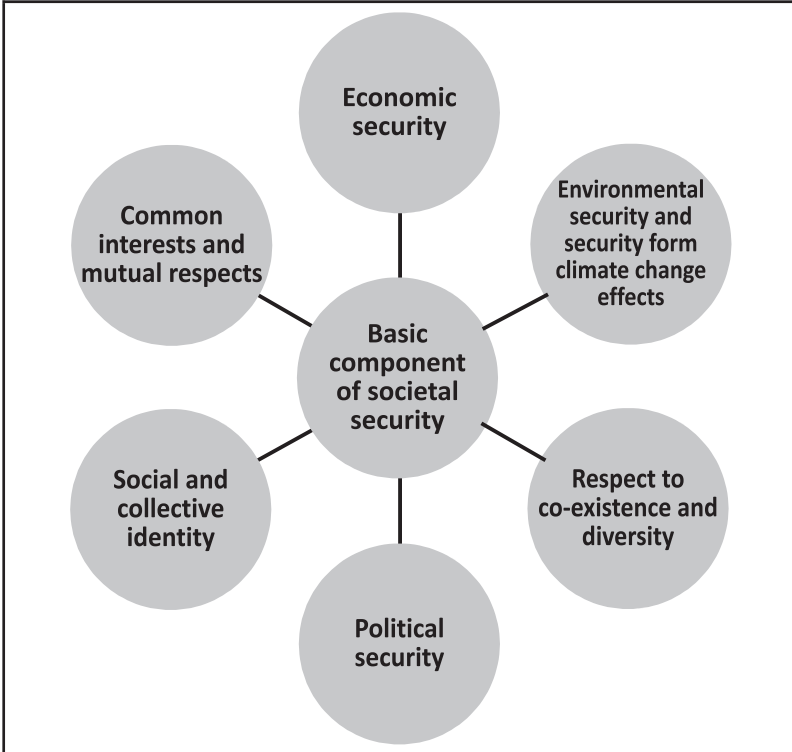 Economic
security
Environmental
security and
security form
climate change
effects
Common
interests and
mutual respects
Basic
component
of societal
security
Social and
collective
identity
Respect to
co-existence and
diversity
Political
security